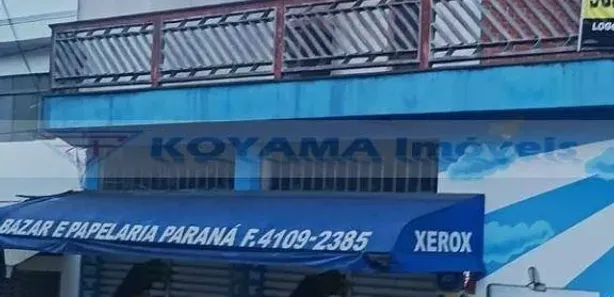 KOYAMA Imóveis
BAZAR E PAPELARIA PARANÁ F.4109-2385
XEROX